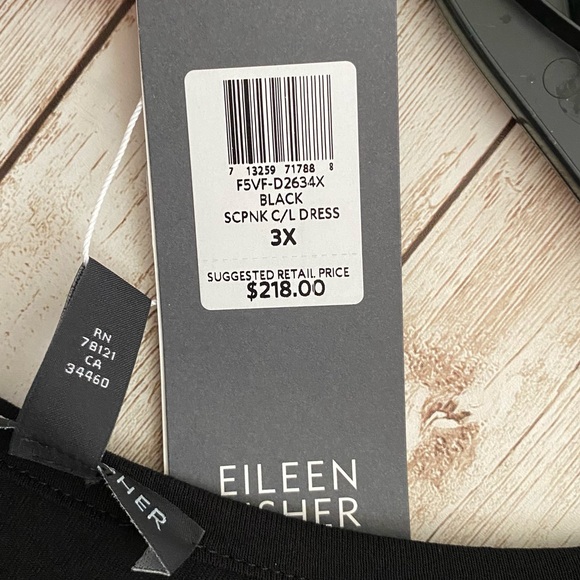 7 13259 71788 8
F5VF-D2634X
BLACK
SCPNK C/L DRESS
3X
SUGGESTED RETAIL PRICE
$218.00
RN
78121
CA
34460
EILEEN